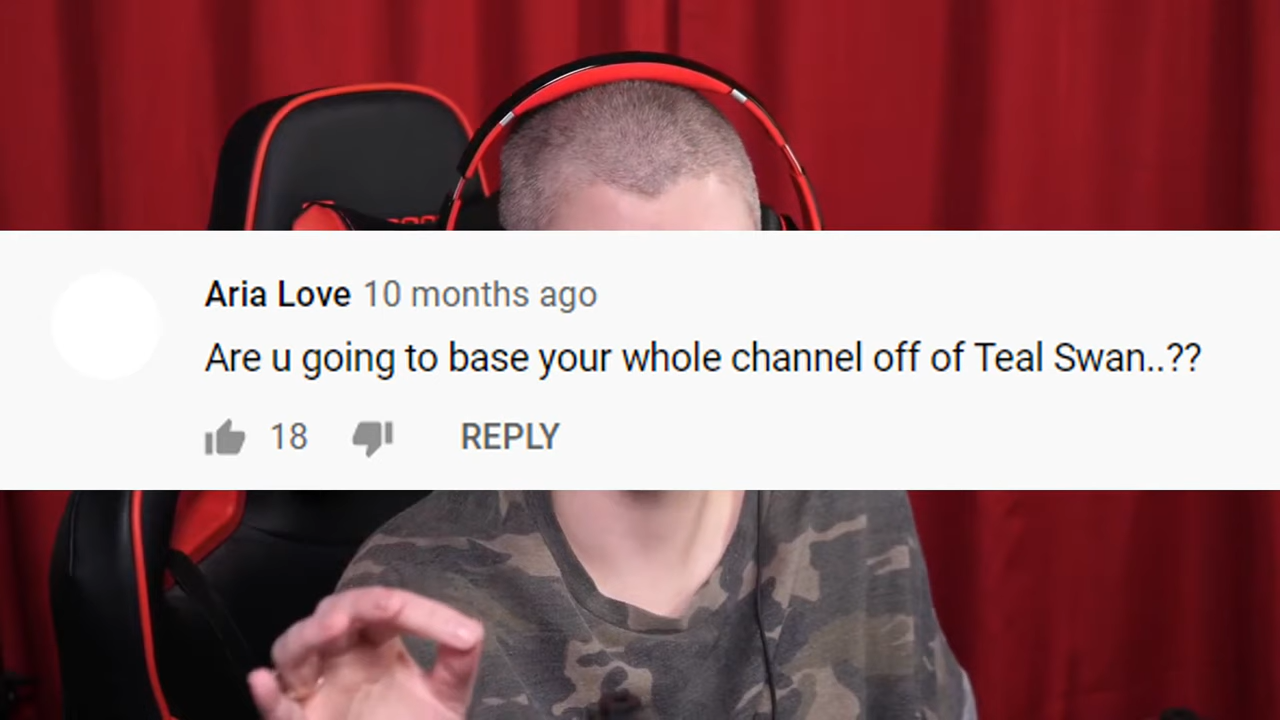 Aria Love 10 months ago
Are u going to base your whole channel off of Teal Swan..??
18 REPLY